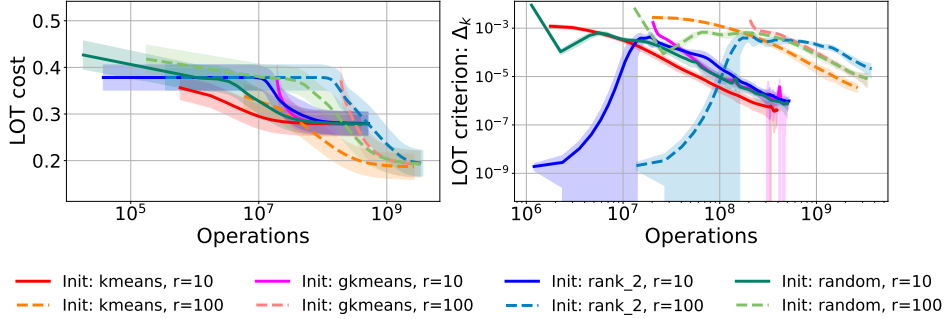 LOT cost
0.5
0.4
0.3
0.2
10^5
10^7
10^9
Operations
LOT criterion: Δ_k
10^−3
10^−5
10^−7
10^−9
10^6
10^7
10^8
10^9
Operations
Init: kmeans, r=10
Init: gkmeans, r=10
Init: rank_2, r=10
Init: random, r=10
Init: kmeans, r=100
Init: gkmeans, r=100
Init: rank_2, r=100
Init: random, r=100